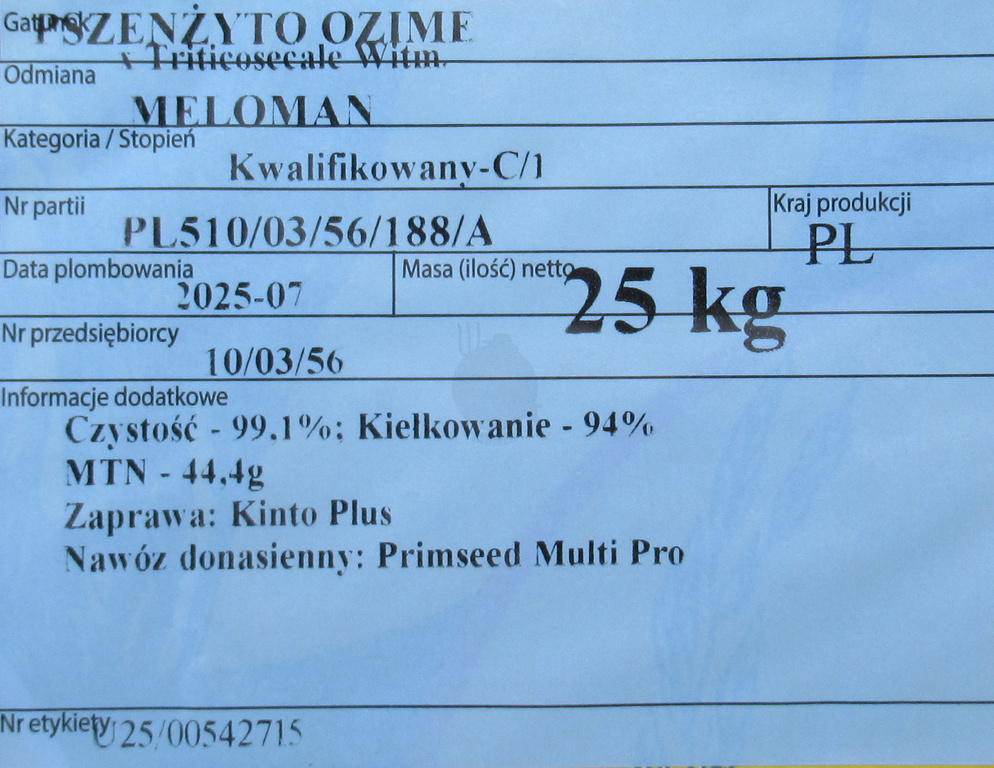 Gatunek PSZENŻYTO OZIME
x Triticosecale Witm.
Odmiana
MELOMAN
Kategoria / Stopień
Kwalifikowany-C/1
Nr partii
PL510/03/56/188/A
Kraj produkcji
PL
Data plombowania
2025-07
Masa (ilość) netto
25 kg
Nr przedsiębiorcy
10/03/56
Informacje dodatkowe
Czystość - 99.1%; Kiełkowanie - 94%
MTN - 44,4g
Zaprawa: Kinto Plus
Nawóz donasienny: Primseed Multi Pro
Nr etykiety U25/00542715